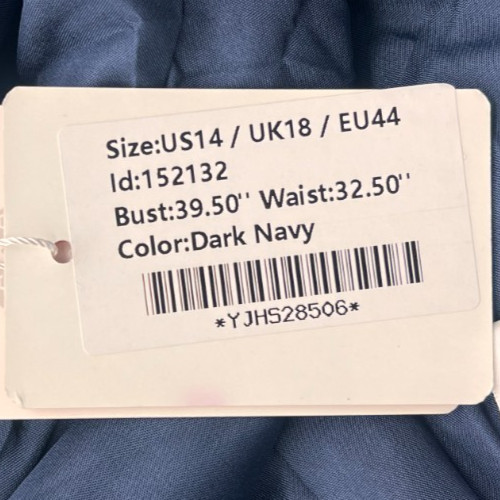 Size:US14 / UK18 / EU44
Id:152132
Bust:39.50'' Waist:32.50''
Color:Dark Navy
*YJHS28506*